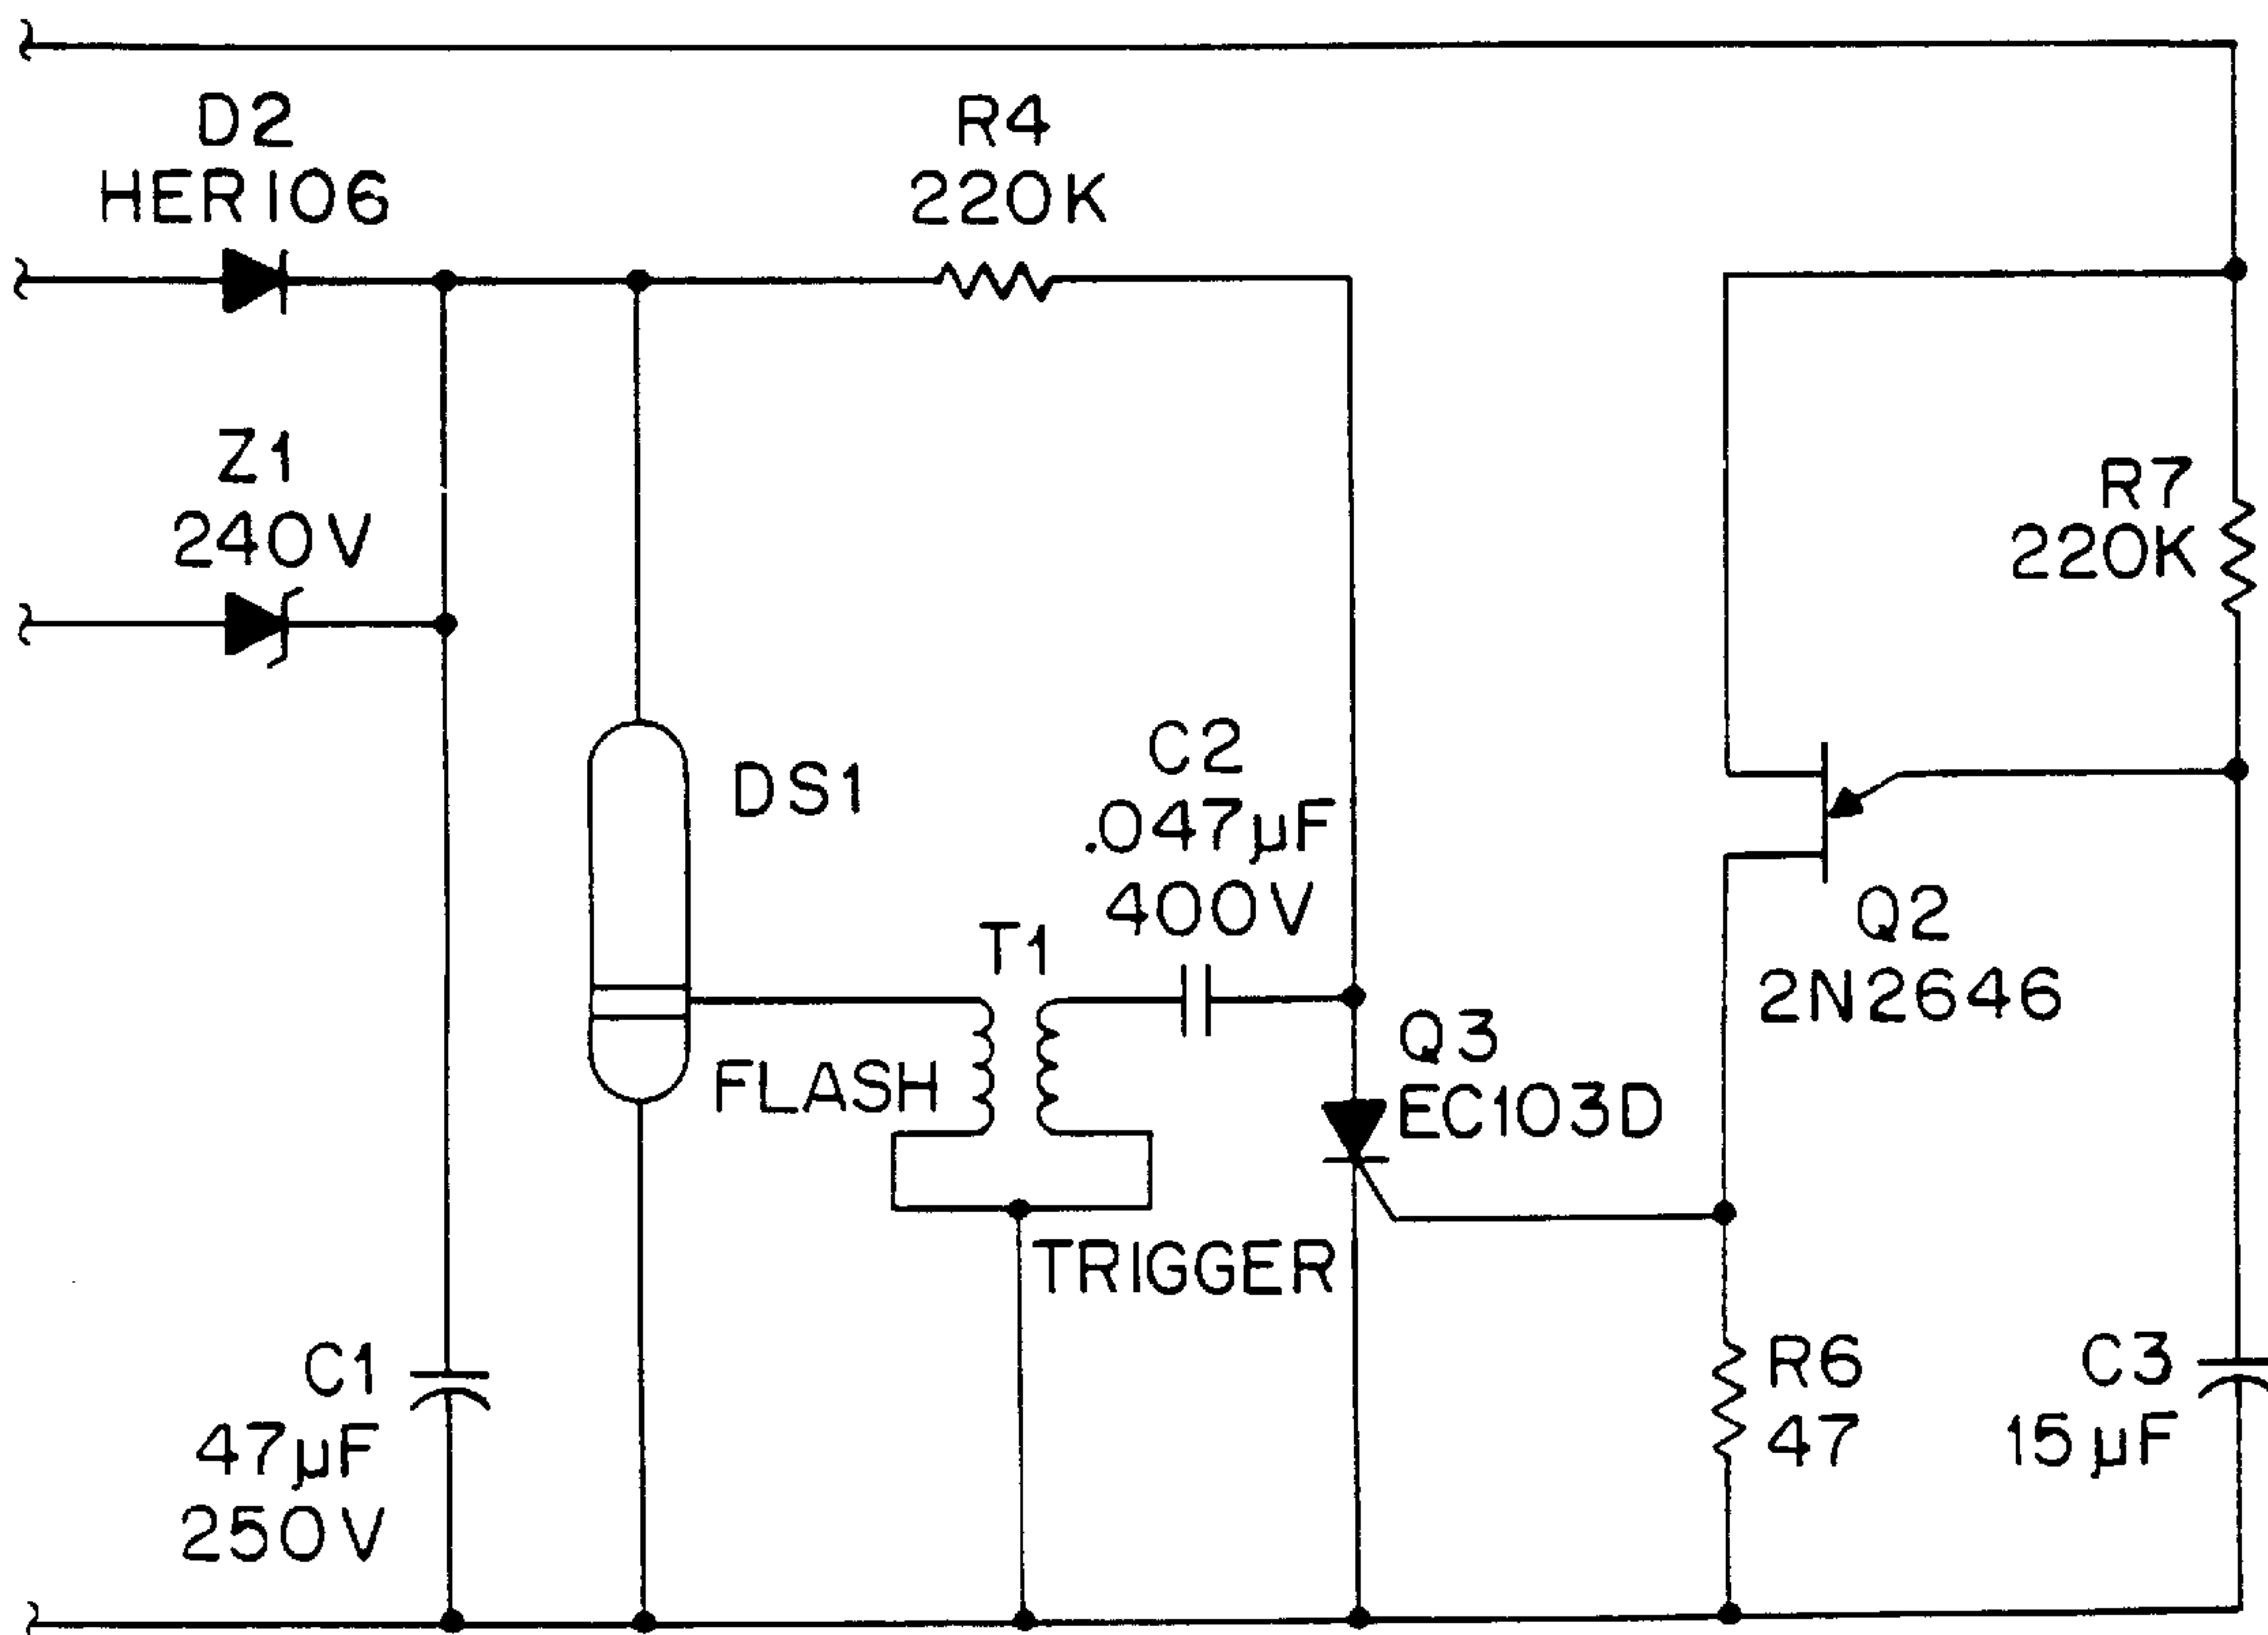 D2
HER106
R4
220K
Z1
240V
R7
220K
DS1
C2
.047µF
400V
T1
Q2
2N2646
Q3
EC103D
FLASH
TRIGGER
C1
47µF
250V
R6
47
C3
15µF